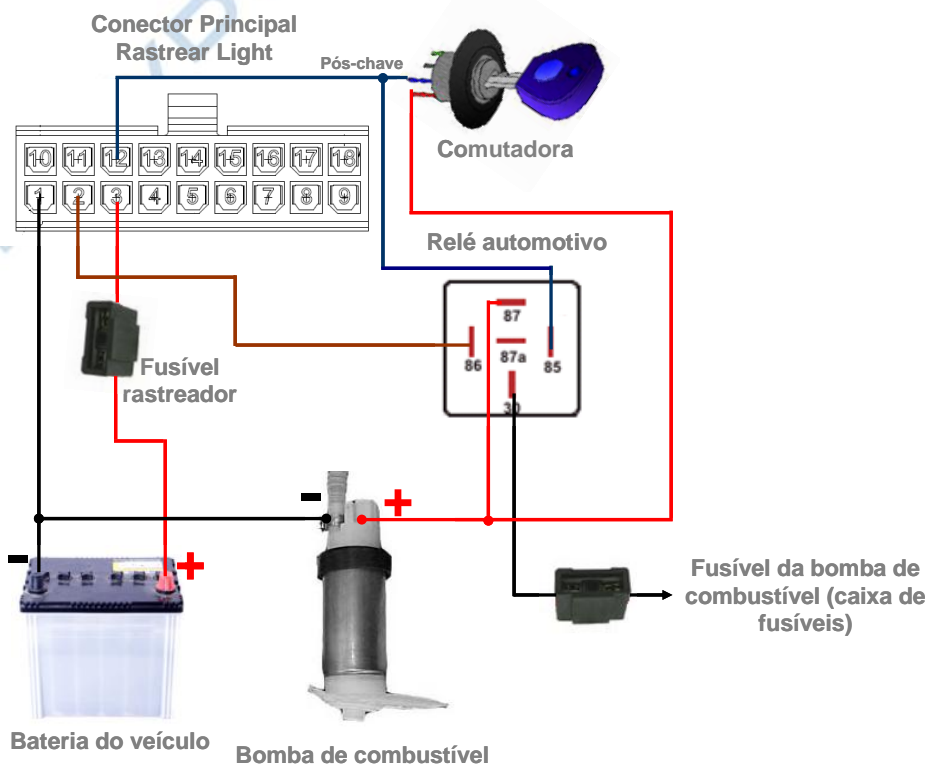 Conector Principal
Rastrear Light
Pós-chave
Comutadora
10 11 12 13 14 15 16 17 18
1 2 3 4 5 6 7 8 9
Relé automotivo
87
86
87a
85
30
Fusível
rastreador
-
+
-
+
Fusível da bomba de
combustível (caixa de
fusíveis)
Bateria do veículo
Bomba de combustível